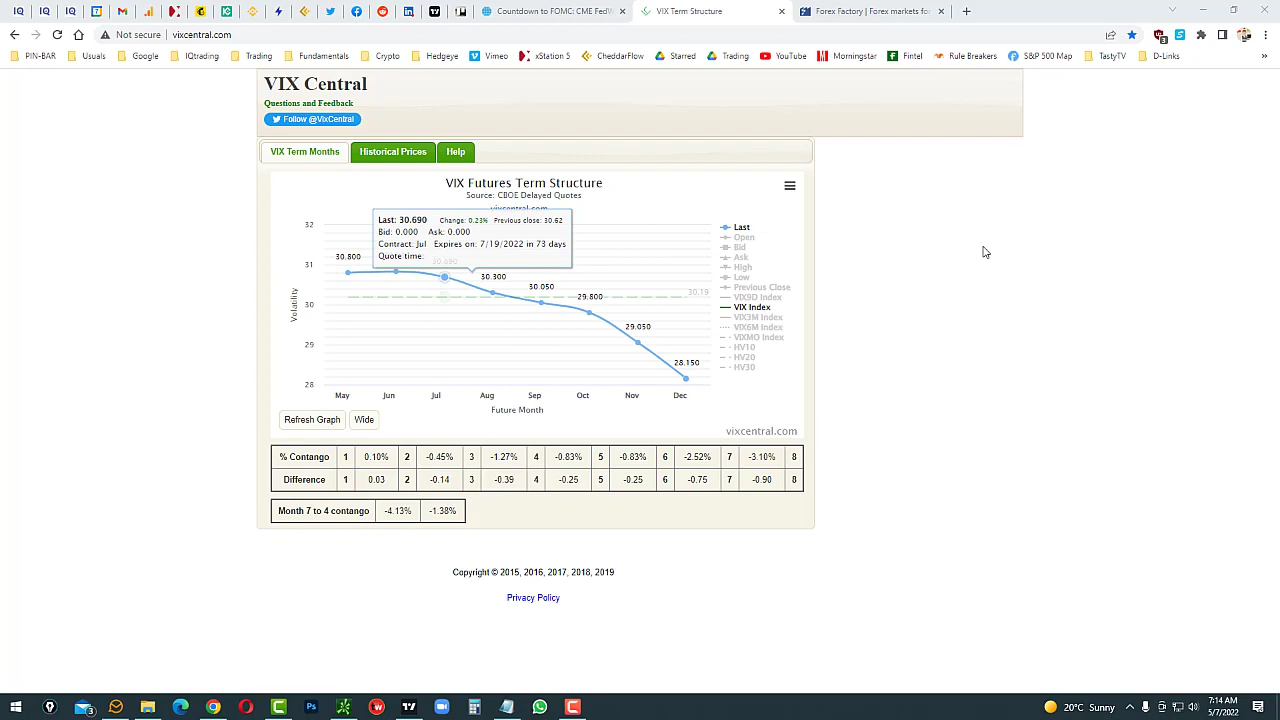 Countdown to FOMC: CME FedW
VIX Term Structure
Forex Factory | Forex markets for
Not secure
vixcentral.com
PIN-BAR
Usuals
Google
IQtrading
Trading
Fundamentals
Crypto
Hedgeye
Vimeo
xStation 5
CheddarFlow
Starred
Trading
YouTube
Morningstar
Fintel
Rule Breakers
S&P 500 Map
TastyTV
D-Links
VIX Central
Questions and Feedback
Follow @VixCentral
VIX Term Months
Historical Prices
Help
VIX Futures Term Structure
Source: CBOE Delayed Quotes
vixcentral.com
Last: 30.690 Change: 0.23% Previous close: 30.62
Bid: 0.000 Ask: 0.000
Contract: Jul Expires on: 7/19/2022 in 73 days
Quote time:
30.690
32
31
30
29
28
Volatility
30.800
30.300
30.050
29.800
29.050
28.150
30.19
May Jun Jul Aug Sep Oct Nov Dec
Future Month
Last
Open
Bid
Ask
High
Low
Previous Close
VIX9D Index
VIX Index
VIX3M Index
VIX6M Index
VIXMO Index
HV10
HV20
HV30
Refresh Graph
Wide
vixcentral.com
% Contango 1 0.10% 2 -0.45% 3 -1.27% 4 -0.83% 5 -0.83% 6 -2.52% 7 -3.10% 8
Difference 1 0.03 2 -0.14 3 -0.39 4 -0.25 5 -0.25 6 -0.75 7 -0.90 8
Month 7 to 4 contango -4.13% -1.38%
Copyright © 2015, 2016, 2017, 2018, 2019
Privacy Policy
20°C Sunny
7:14 AM
5/7/2022